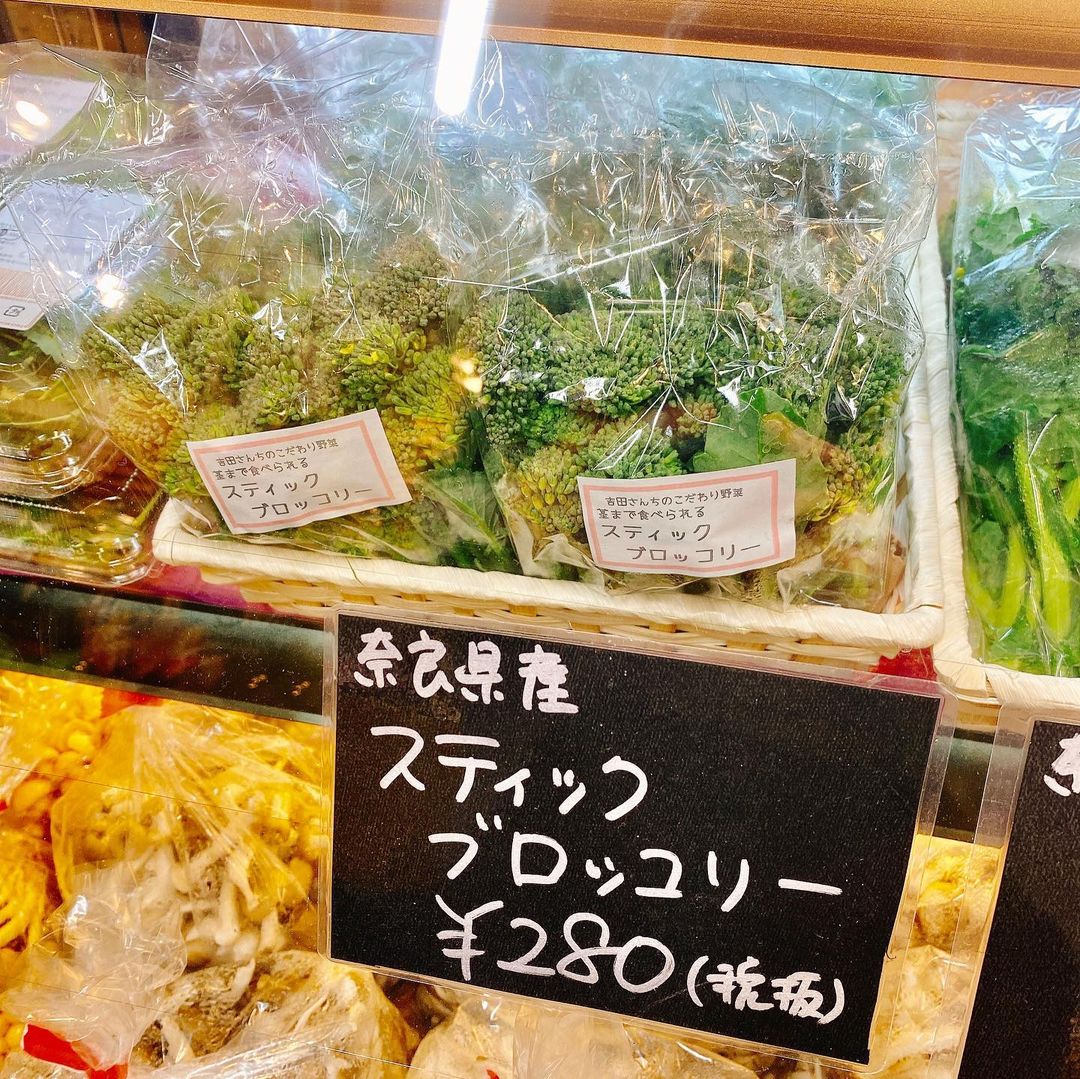 吉田さんちのこだわり野菜
茎まで食べられる
スティック
ブロッコリー
吉田さんちのこだわり野菜
茎まで食べられる
スティック
ブロッコリー
奈良県産
スティック
ブロッコリー
¥280(税抜)